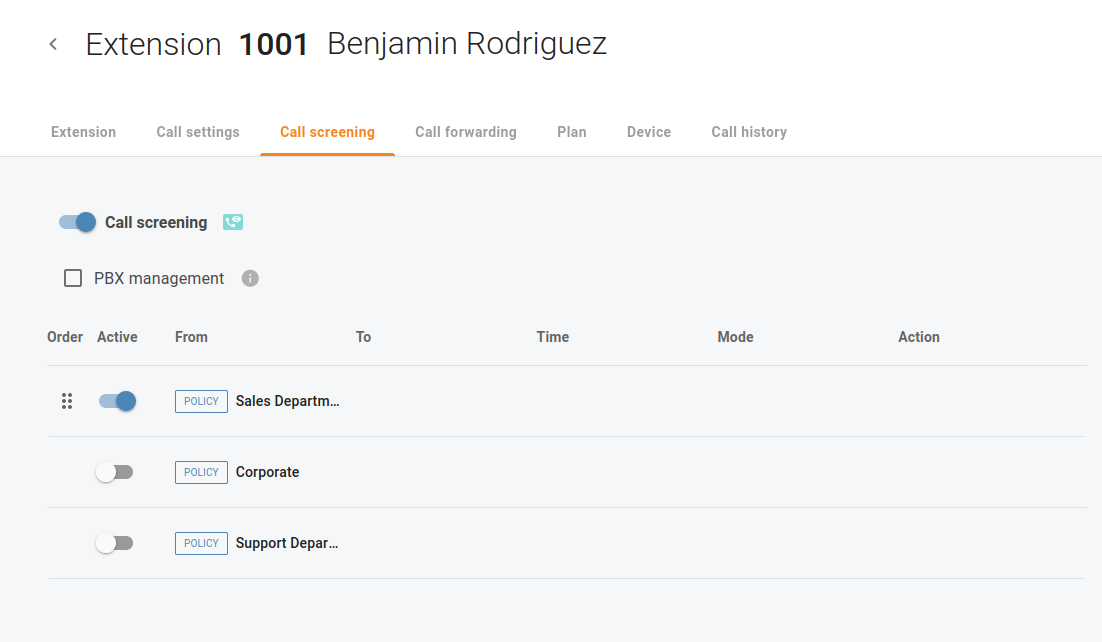 Extension 1001 Benjamin Rodriguez
Extension Call settings Call screening Call forwarding Plan Device Call history
Call screening
PBX management
Order Active From To Time Mode Action
POLICY Sales Departm...
POLICY Corporate
POLICY Support Depar...